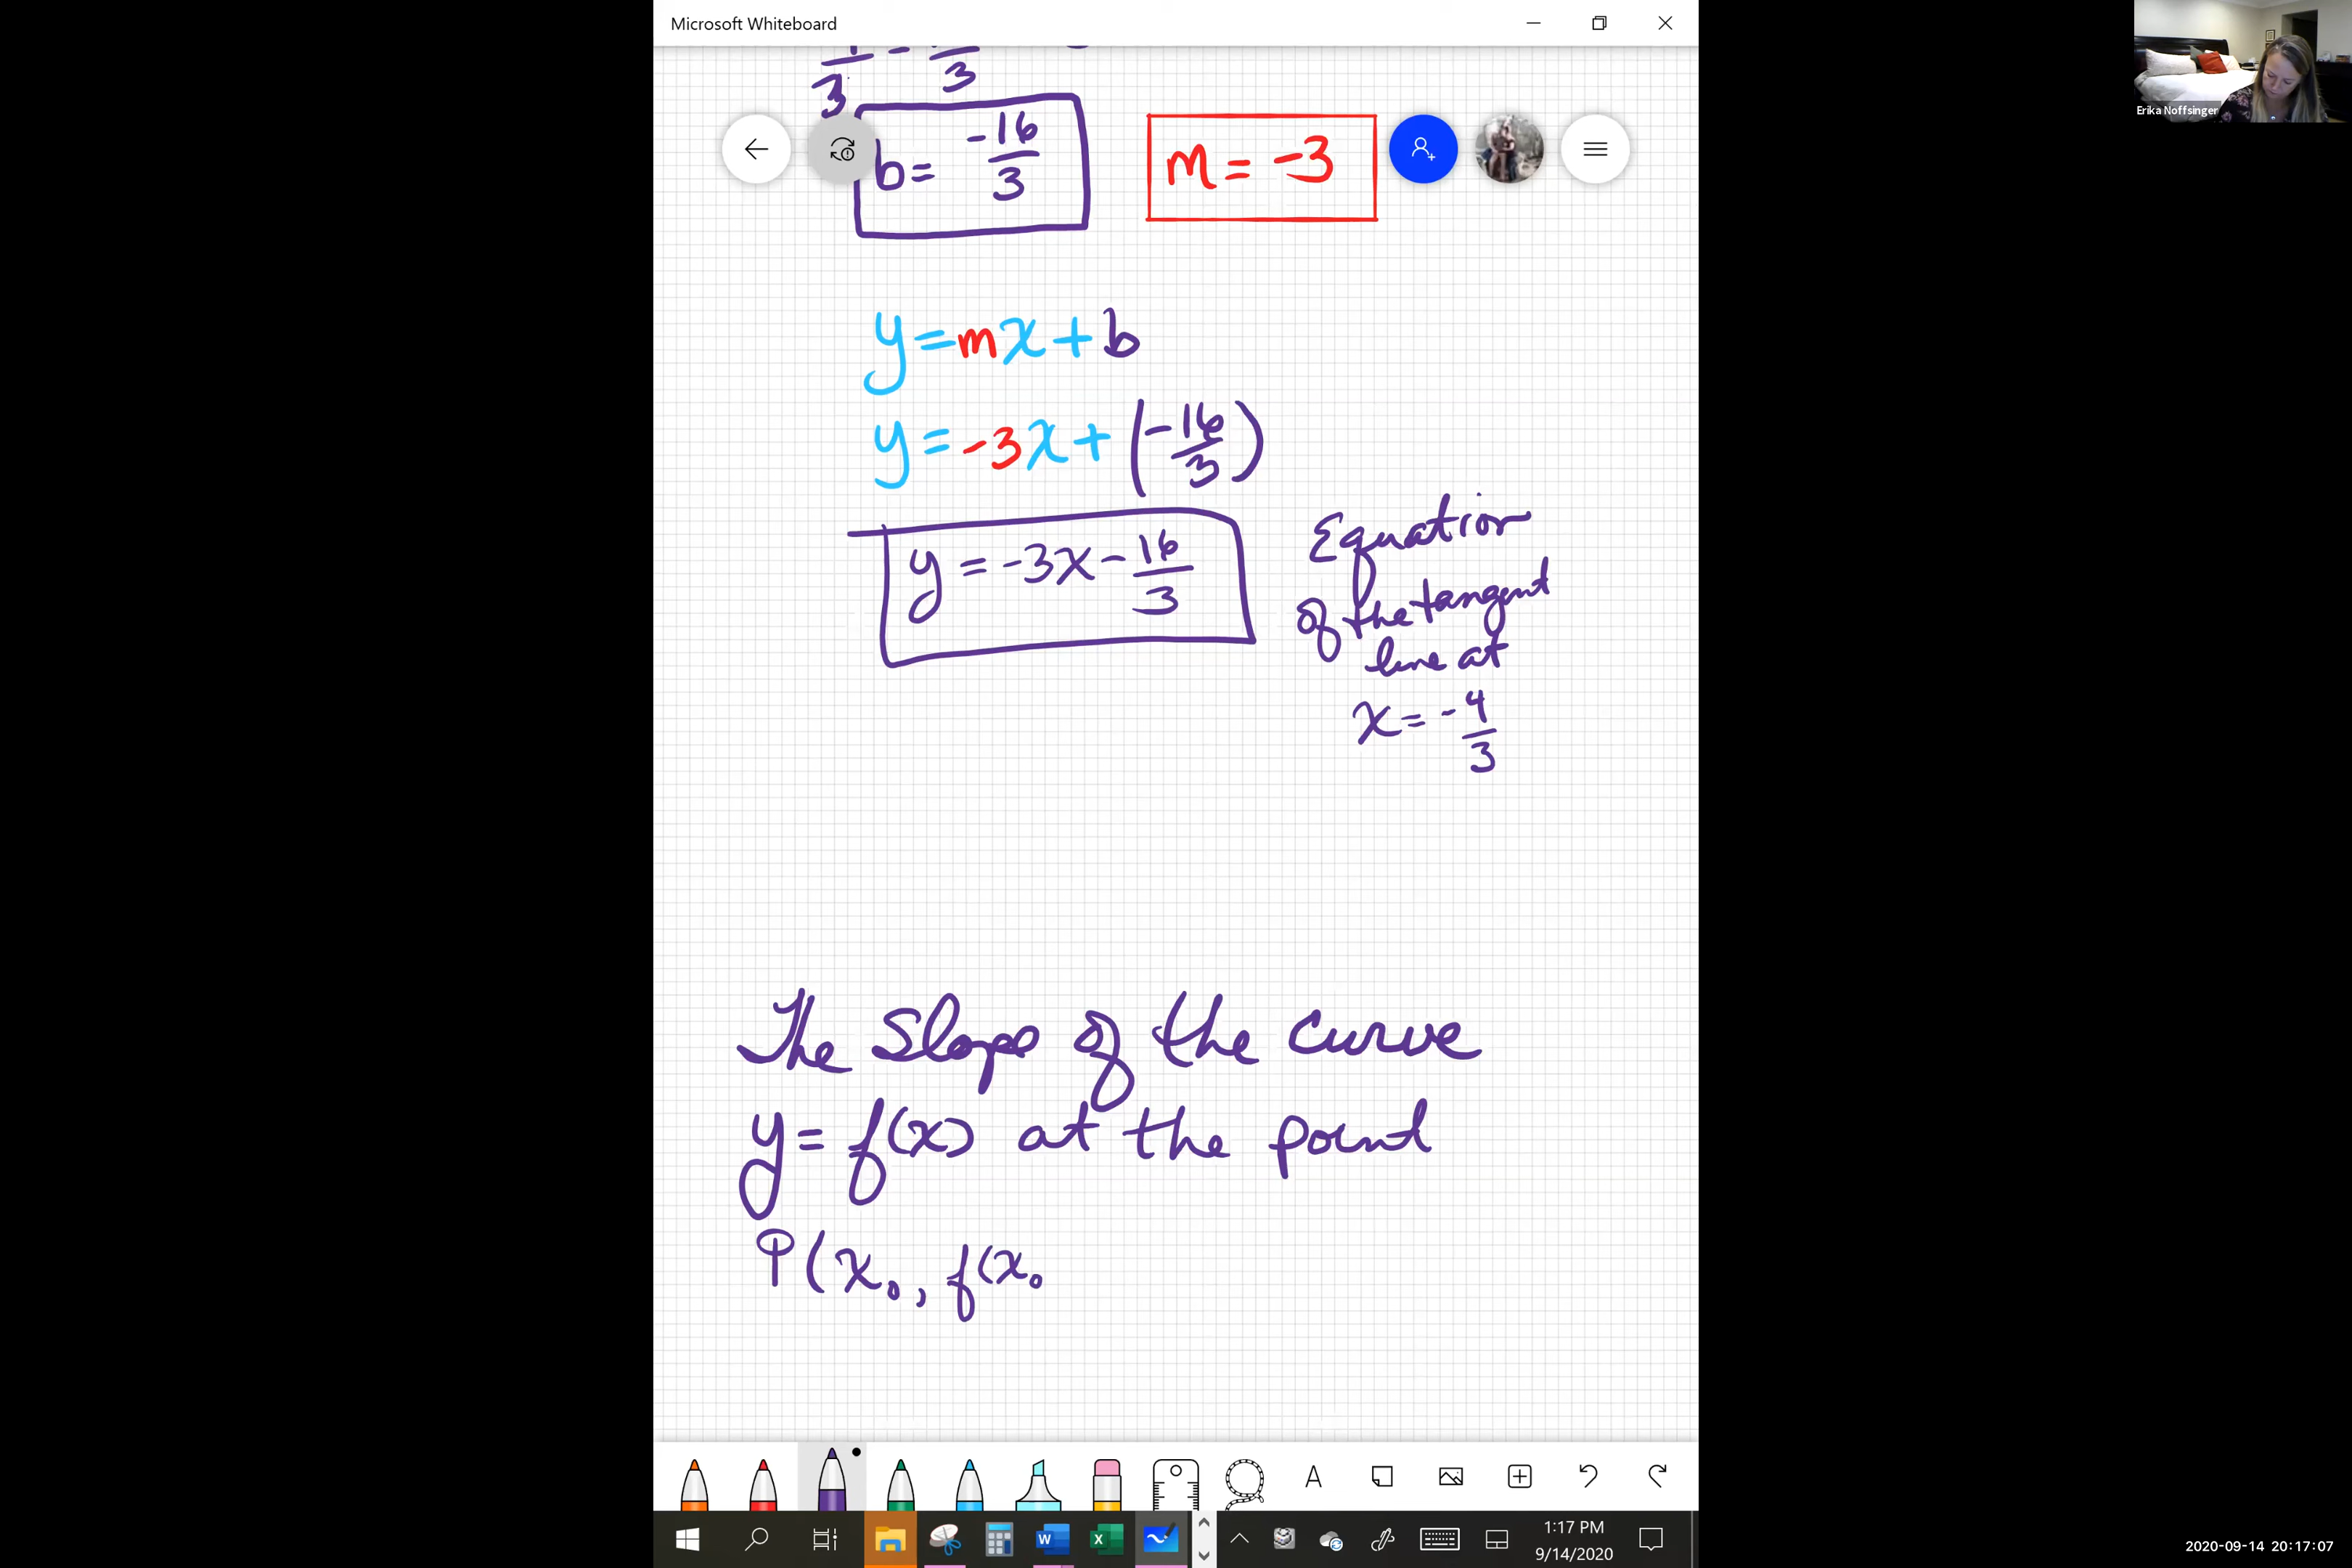 Microsoft Whiteboard
3 3
b = -16/3
m = -3
y = mx + b
y = -3x + (-16/3)
y = -3x - 16/3
Equation
of the tangent
line at
x = -4/3
The slope of the curve
y = f(x) at the point
P(x₀, f(x₀
Erika Noffsinger
A
W
X
1:17 PM
9/14/2020
2020-09-14 20:17:07